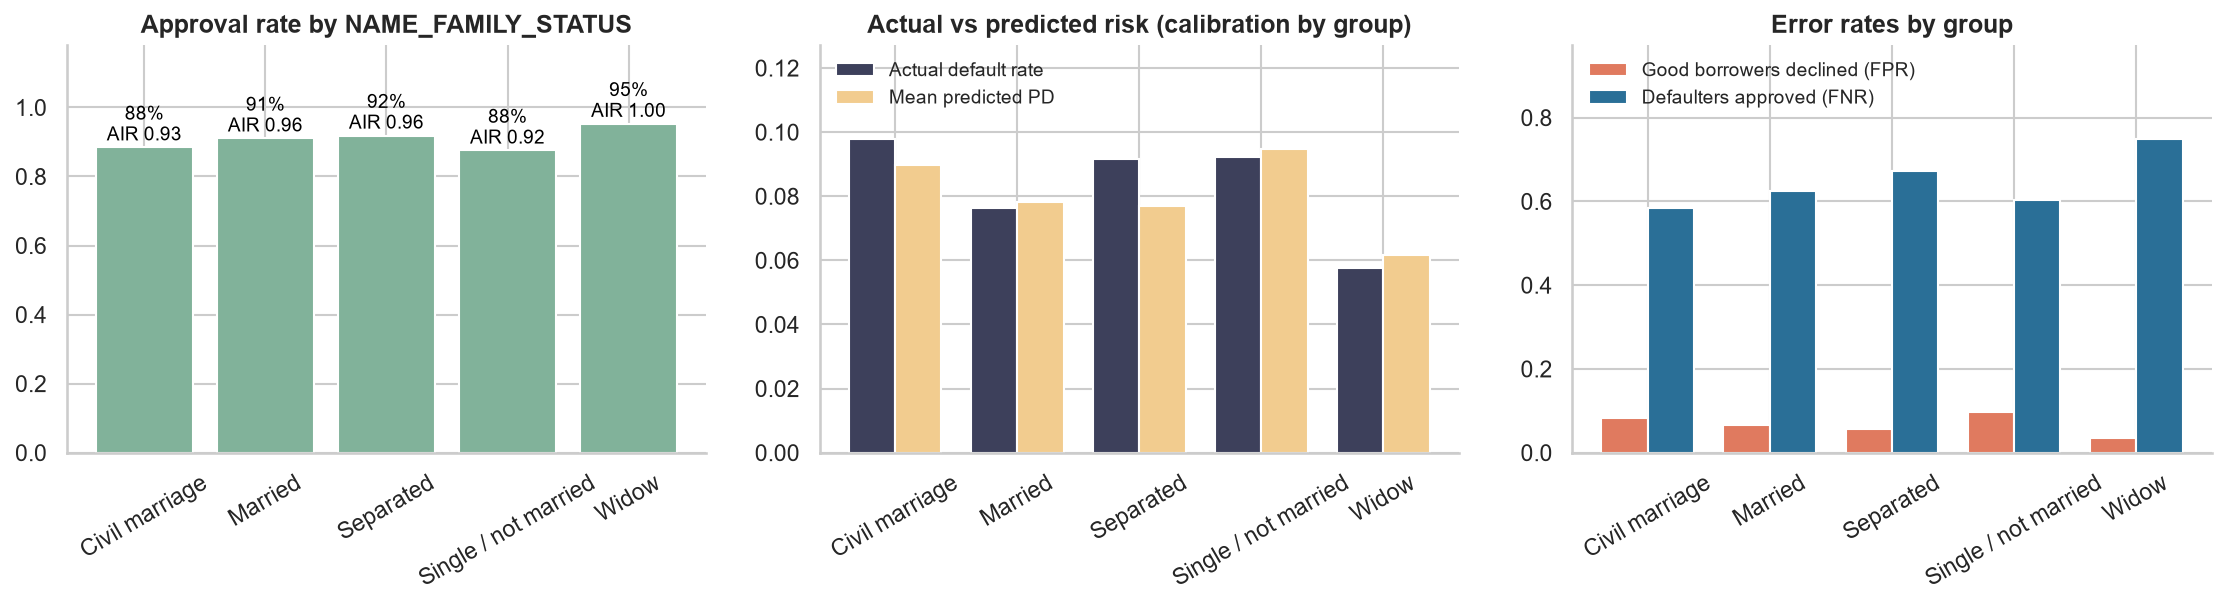 Approval rate by NAME_FAMILY_STATUS
1.0
0.8
0.6
0.4
0.2
0.0
88%
AIR 0.93
91%
AIR 0.96
92%
AIR 0.96
88%
AIR 0.92
95%
AIR 1.00
Civil marriage
Married
Separated
Single / not married
Widow
Actual vs predicted risk (calibration by group)
Actual default rate
Mean predicted PD
0.12
0.10
0.08
0.06
0.04
0.02
0.00
Civil marriage
Married
Separated
Single / not married
Widow
Error rates by group
Good borrowers declined (FPR)
Defaulters approved (FNR)
0.8
0.6
0.4
0.2
0.0
Civil marriage
Married
Separated
Single / not married
Widow